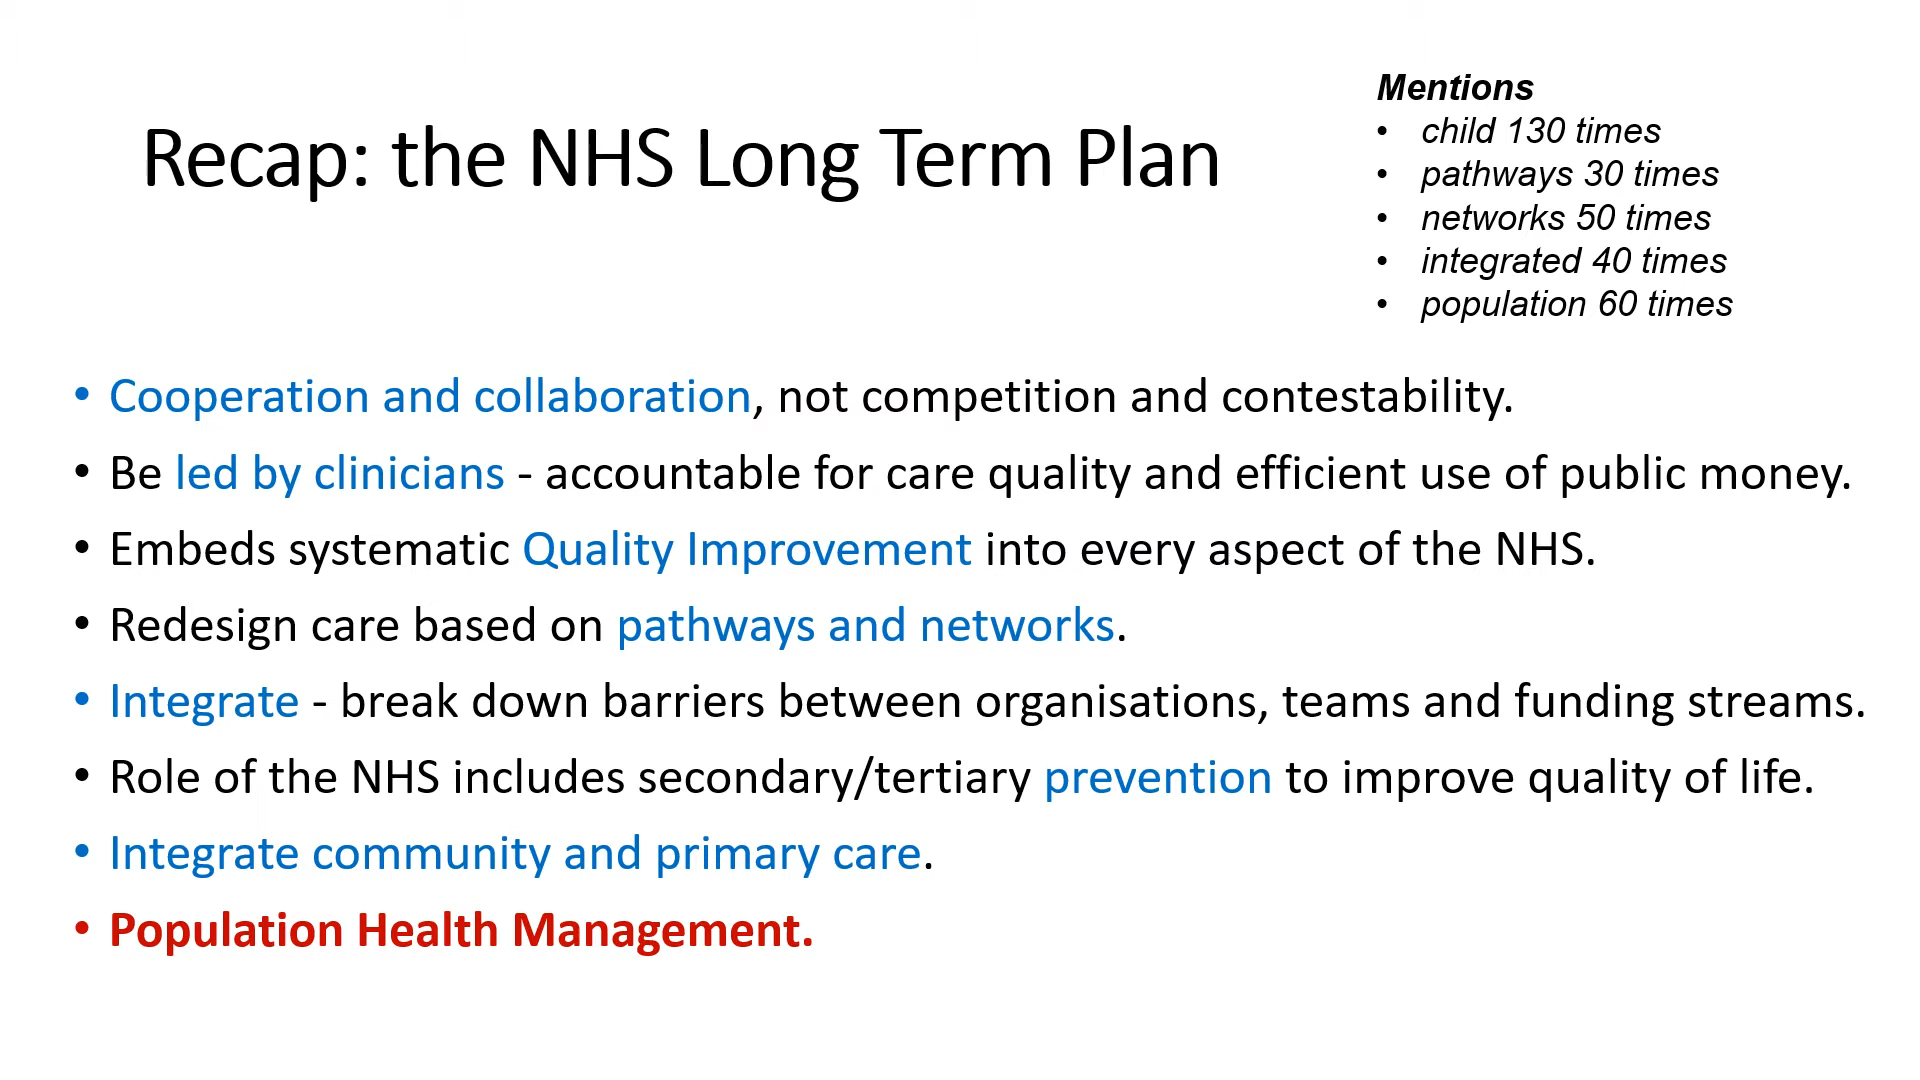 Recap: the NHS Long Term Plan
Mentions
• child 130 times
• pathways 30 times
• networks 50 times
• integrated 40 times
• population 60 times
• Cooperation and collaboration, not competition and contestability.
• Be led by clinicians - accountable for care quality and efficient use of public money.
• Embeds systematic Quality Improvement into every aspect of the NHS.
• Redesign care based on pathways and networks.
• Integrate - break down barriers between organisations, teams and funding streams.
• Role of the NHS includes secondary/tertiary prevention to improve quality of life.
• Integrate community and primary care.
• Population Health Management.